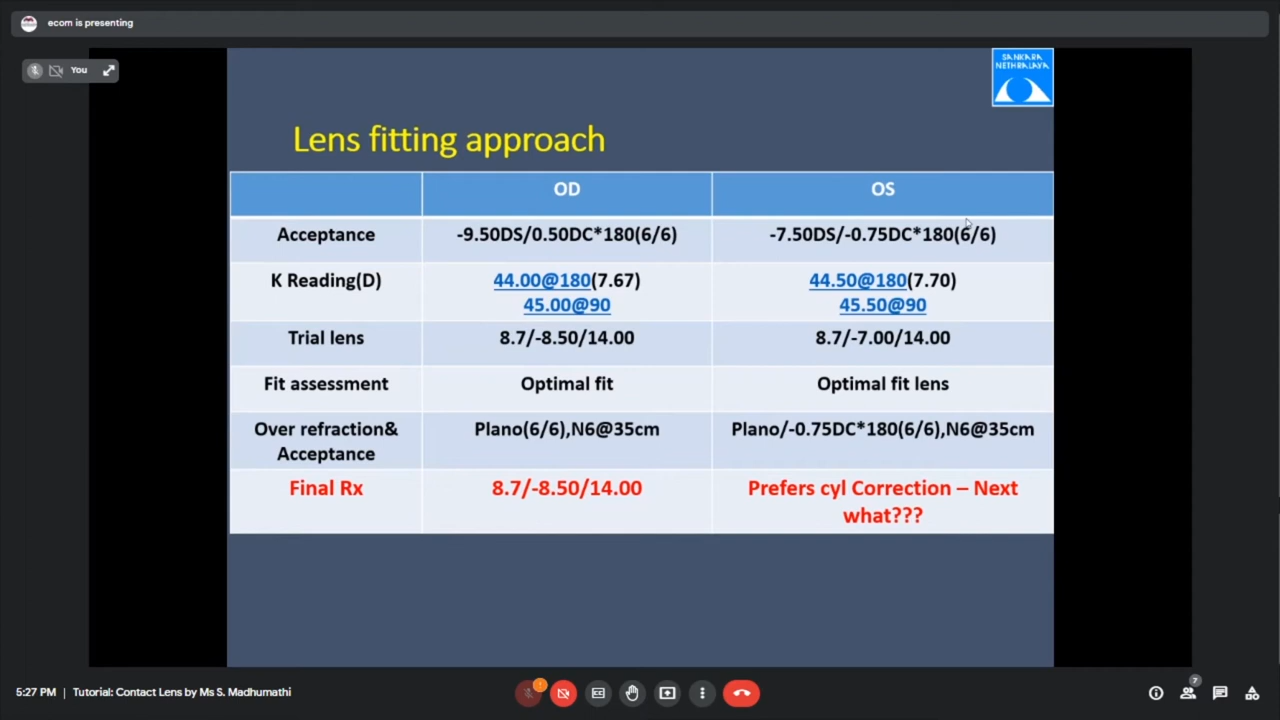 ecom is presenting
You
SANKARA
NETHRALAYA
Lens fitting approach
OD OS
Acceptance -9.50DS/0.50DC*180(6/6) -7.50DS/-0.75DC*180(6/6)
K Reading(D) 44.00@180(7.67) 44.50@180(7.70)
45.00@90 45.50@90
Trial lens 8.7/-8.50/14.00 8.7/-7.00/14.00
Fit assessment Optimal fit Optimal fit lens
Over refraction& Plano(6/6),N6@35cm Plano/-0.75DC*180(6/6),N6@35cm
Acceptance
Final Rx 8.7/-8.50/14.00 Prefers cyl Correction – Next
what???
5:27 PM | Tutorial: Contact Lens by Ms S. Madhumathi
7